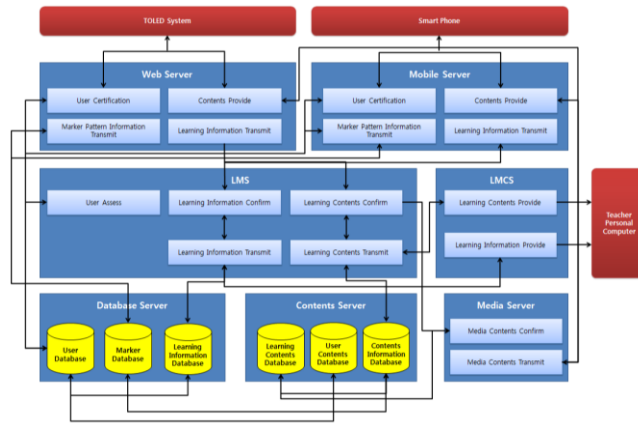 TOLED System
Smart Phone
Web Server
User Certification
Contents Provide
Marker Pattern Information
Transmit
Learning Information Transmit
Mobile Server
User Certification
Contents Provide
Marker Pattern Information
Transmit
Learning Information Transmit
LMS
User Assess
Learning Information Confirm
Learning Contents Confirm
Learning Information Transmit
Learning Contents Transmit
LMCS
Learning Contents Provide
Learning Information Provide
Teacher
Personal
Computer
Database Server
User
Database
Marker
Database
Learning
Information
Database
Contents Server
Learning
Contents
Database
User
Contents
Database
Contents
Information
Database
Media Server
Media Contents Confirm
Media Contents Transmit